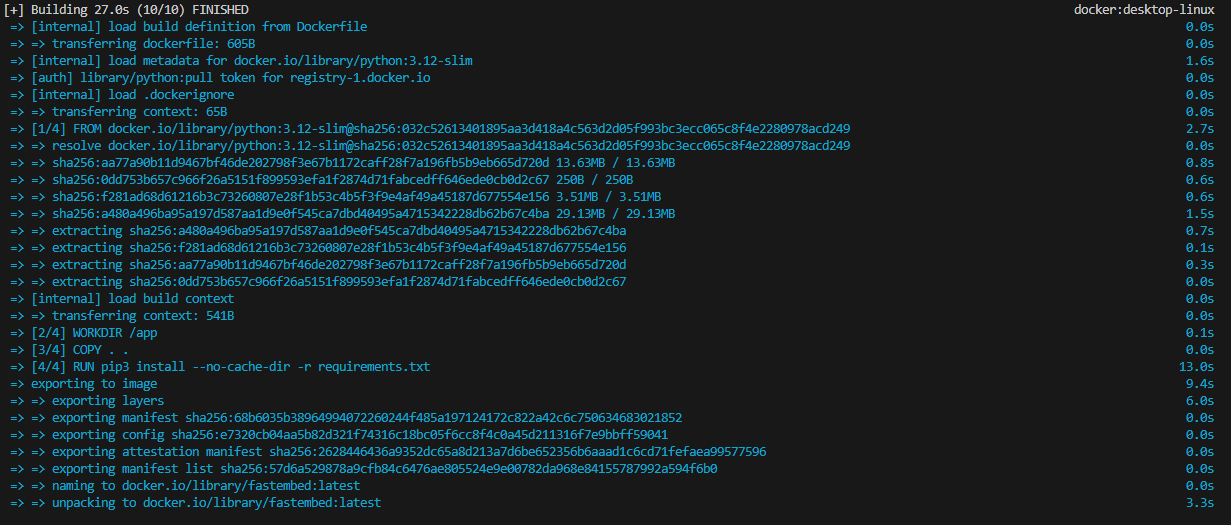 [+] Building 27.0s (10/10) FINISHED docker:desktop-linux
=> [internal] load build definition from Dockerfile 0.0s
=> => transferring dockerfile: 605B 0.0s
=> [internal] load metadata for docker.io/library/python:3.12-slim 1.6s
=> [auth] library/python:pull token for registry-1.docker.io 0.0s
=> [internal] load .dockerignore 0.0s
=> => transferring context: 65B 0.0s
=> [1/4] FROM docker.io/library/python:3.12-slim@sha256:032c52613401895aa3d418a4c563d2d05f993bc3ecc065c8f4e2280978acd249 2.7s
=> => resolve docker.io/library/python:3.12-slim@sha256:032c52613401895aa3d418a4c563d2d05f993bc3ecc065c8f4e2280978acd249 0.0s
=> => sha256:aa77a90b11d9467bf46de202798f3e67b1172caff28f7a196fb5b9eb665d720d 13.63MB / 13.63MB 0.8s
=> => sha256:0dd753b657c966f26a5151f899593efa1f2874d71fabcedff646ede0cb0d2c67 250B / 250B 0.6s
=> => sha256:f281ad68d61216b3c73260807e28f1b53c4b5f3f9e4af49a45187d677554e156 3.51MB / 3.51MB 0.6s
=> => sha256:a480a496ba95a197d587aa1d9e0f545ca7dbd40495a4715342228db62b67c4ba 29.13MB / 29.13MB 1.5s
=> => extracting sha256:a480a496ba95a197d587aa1d9e0f545ca7dbd40495a4715342228db62b67c4ba 0.7s
=> => extracting sha256:f281ad68d61216b3c73260807e28f1b53c4b5f3f9e4af49a45187d677554e156 0.1s
=> => extracting sha256:aa77a90b11d9467bf46de202798f3e67b1172caff28f7a196fb5b9eb665d720d 0.3s
=> => extracting sha256:0dd753b657c966f26a5151f899593efa1f2874d71fabcedff646ede0cb0d2c67 0.0s
=> [internal] load build context 0.0s
=> => transferring context: 541B 0.0s
=> [2/4] WORKDIR /app 0.1s
=> [3/4] COPY . . 0.0s
=> [4/4] RUN pip3 install --no-cache-dir -r requirements.txt 13.0s
=> exporting to image 9.4s
=> => exporting layers 6.0s
=> => exporting manifest sha256:68b6035b38964994072260244f485a197124172c822a42c6c750634683021852 0.0s
=> => exporting config sha256:e7320cb04aa5b82d321f74316c18bc05f6cc8f4c0a45d211316f7e9bbff59041 0.0s
=> => exporting attestation manifest sha256:2628446436a9352dc65a8d213a7d6be652356b6aaad1c6cd71fefaea99577596 0.0s
=> => exporting manifest list sha256:57d6a529878a9cfb84c6476ae805524e9e00782da968e84155787992a594f6b0 0.0s
=> => naming to docker.io/library/fastembed:latest 0.0s
=> => unpacking to docker.io/library/fastembed:latest 3.3s